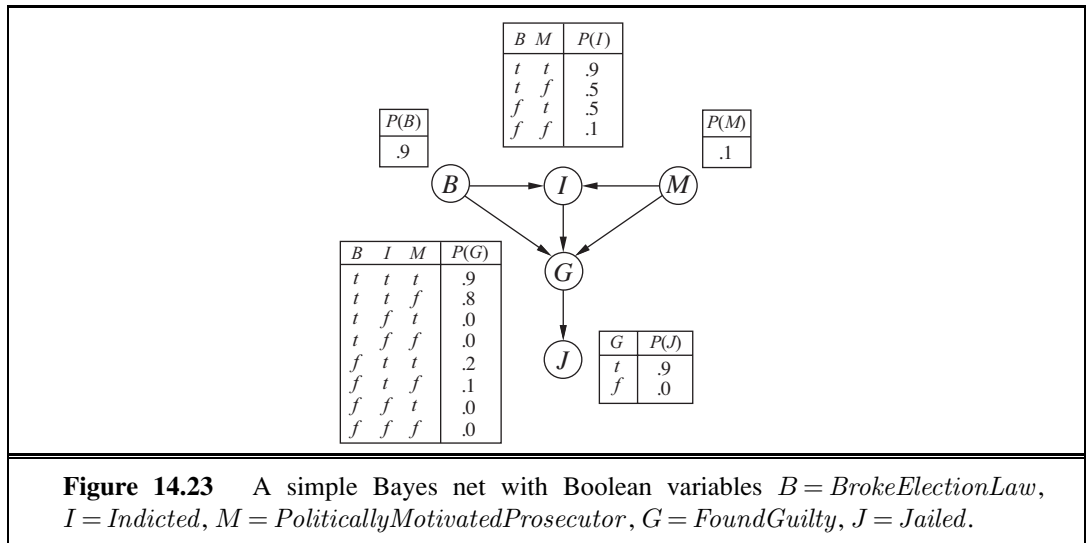 B M P(I)
t t .9
t f .5
f t .5
f f .1
P(B)
.9
P(M)
.1
B I M
B I M P(G)
t t t .9
t t f .8
t f t .0
t f f .0
f t t .2
f t f .1
f f t .0
f f f .0
G
J
G P(J)
t .9
f .0
Figure 14.23 A simple Bayes net with Boolean variables B = BrokeElectionLaw,
I = Indicted, M = PoliticallyMotivatedProsecutor, G = FoundGuilty, J = Jailed.